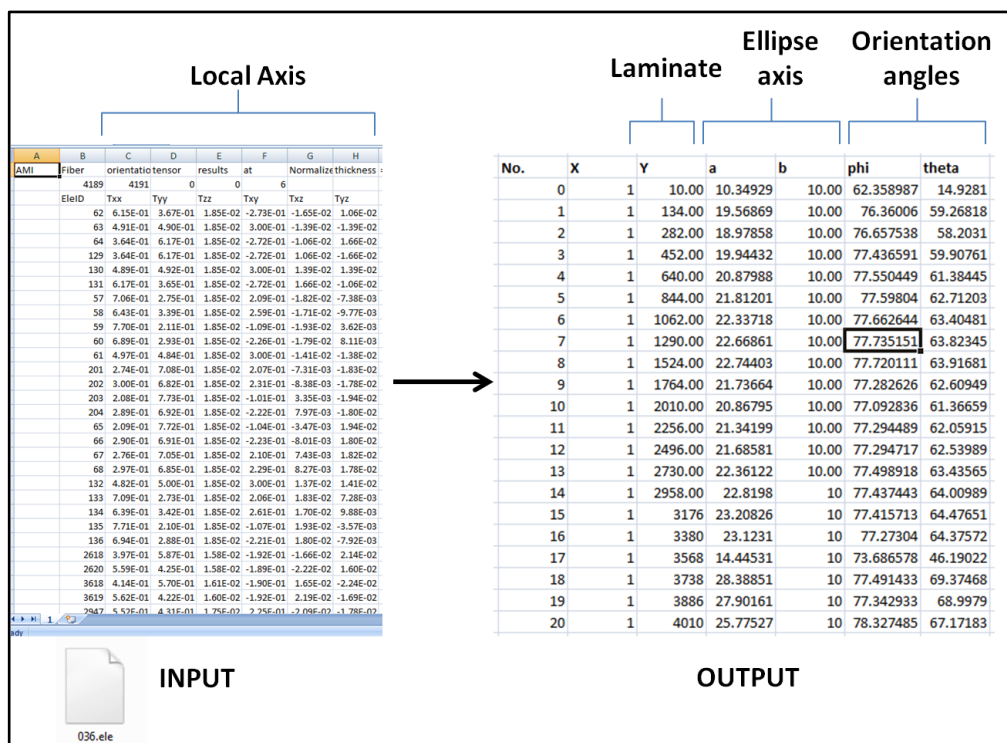 Local Axis
A B C D E F G H
AMI Fiber orientatio tensor results at Normalize thickness =
4189 4191 0 0 6
EleID Txx Tyy Tzz Txy Txz Tyz
62 6.15E-01 3.67E-01 1.85E-02 -2.73E-01 -1.65E-02 1.06E-02
63 4.91E-01 4.90E-01 1.85E-02 3.00E-01 -1.39E-02 -1.39E-02
64 3.64E-01 6.17E-01 1.85E-02 -2.72E-01 -1.06E-02 1.66E-02
129 3.64E-01 6.17E-01 1.85E-02 -2.72E-01 1.06E-02 -1.66E-02
130 4.89E-01 4.92E-01 1.85E-02 3.00E-01 1.39E-02 1.39E-02
131 6.17E-01 3.65E-01 1.85E-02 -2.72E-01 1.66E-02 -1.06E-02
57 7.06E-01 2.75E-01 1.85E-02 2.09E-01 -1.82E-02 -7.38E-03
58 6.43E-01 3.39E-01 1.85E-02 2.59E-01 -1.71E-02 -9.77E-03
59 7.70E-01 2.11E-01 1.85E-02 -1.09E-01 -1.93E-02 3.62E-03
60 6.89E-01 2.93E-01 1.85E-02 -2.26E-01 -1.79E-02 8.11E-03
61 4.97E-01 4.84E-01 1.85E-02 3.00E-01 -1.41E-02 -1.38E-02
201 2.74E-01 7.08E-01 1.85E-02 2.07E-01 -7.31E-03 -1.83E-02
202 3.00E-01 6.82E-01 1.85E-02 2.31E-01 -8.38E-03 -1.78E-02
203 2.08E-01 7.73E-01 1.85E-02 -1.01E-01 3.35E-03 -1.94E-02
204 2.89E-01 6.92E-01 1.85E-02 -2.22E-01 7.97E-03 -1.80E-02
65 2.09E-01 7.72E-01 1.85E-02 -1.04E-01 -3.47E-03 1.94E-02
66 2.90E-01 6.91E-01 1.85E-02 -2.23E-01 -8.01E-03 1.80E-02
67 2.76E-01 7.05E-01 1.85E-02 2.10E-01 7.43E-03 1.82E-02
68 2.97E-01 6.85E-01 1.85E-02 2.29E-01 8.27E-03 1.78E-02
132 4.82E-01 5.00E-01 1.85E-02 3.00E-01 1.37E-02 1.41E-02
133 7.09E-01 2.73E-01 1.85E-02 2.06E-01 1.83E-02 7.28E-03
134 6.39E-01 3.42E-01 1.85E-02 2.61E-01 1.70E-02 9.88E-03
135 7.71E-01 2.10E-01 1.85E-02 -1.07E-01 1.93E-02 -3.57E-03
136 6.94E-01 2.88E-01 1.85E-02 -2.21E-01 1.80E-02 -7.92E-03
2618 3.97E-01 5.87E-01 1.58E-02 -1.92E-01 -1.66E-02 2.14E-02
2620 5.59E-01 4.25E-01 1.58E-02 -1.89E-01 -2.22E-02 1.60E-02
3618 4.14E-01 5.70E-01 1.61E-02 -1.90E-01 1.65E-02 -2.24E-02
3619 5.62E-01 4.22E-01 1.60E-02 -1.92E-01 2.19E-02 -1.69E-02
2947 5.52E-01 4.31E-01 1.75E-02 2.25E-01 -2.09E-02 -1.78E-02
1
ady
036.ele
INPUT
Laminate
Ellipse
axis
Orientation
angles
No. X Y a b phi theta
0 1 10.00 10.34929 10.00 62.358987 14.9281
1 1 134.00 19.56869 10.00 76.36006 59.26818
2 1 282.00 18.97858 10.00 76.657538 58.2031
3 1 452.00 19.94432 10.00 77.436591 59.90761
4 1 640.00 20.87988 10.00 77.550449 61.38445
5 1 844.00 21.81201 10.00 77.59804 62.71203
6 1 1062.00 22.33718 10.00 77.662644 63.40481
7 1 1290.00 22.66861 10.00 77.735151 63.82345
8 1 1524.00 22.74403 10.00 77.720111 63.91681
9 1 1764.00 21.73664 10.00 77.282626 62.60949
10 1 2010.00 20.86795 10.00 77.092836 61.36659
11 1 2256.00 21.34199 10.00 77.294489 62.05915
12 1 2496.00 21.68581 10.00 77.294717 62.53989
13 1 2730.00 22.36122 10.00 77.498918 63.43565
14 1 2958.00 22.8198 10 77.437443 64.00989
15 1 3176 23.20826 10 77.415713 64.47651
16 1 3380 23.1231 10 77.27304 64.37572
17 1 3568 14.44531 10 73.686578 46.19022
18 1 3738 28.38851 10 77.491433 69.37468
19 1 3886 27.90161 10 77.342933 68.9979
20 1 4010 25.77527 10 78.327485 67.17183
OUTPUT